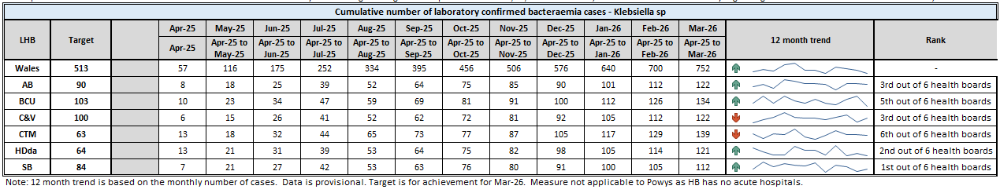 Cumulative number of laboratory confirmed bacteraemia cases - Klebsiella sp
LHB Target Apr-25 May-25 Jun-25 Jul-25 Aug-25 Sep-25 Oct-25 Nov-25 Dec-25 Jan-26 Feb-26 Mar-26 12 month trend Rank
Apr-25 Apr-25 to May-25 Apr-25 to Jun-25 Apr-25 to Jul-25 Apr-25 to Aug-25 Apr-25 to Sep-25 Apr-25 to Oct-25 Apr-25 to Nov-25 Apr-25 to Dec-25 Apr-25 to Jan-26 Apr-25 to Feb-26 Apr-25 to Mar-26
Wales 513 57 116 175 252 334 395 456 506 576 640 700 752 -
AB 90 8 18 25 39 52 64 75 85 90 101 112 122 3rd out of 6 health boards
BCU 103 10 23 34 47 59 69 81 91 100 112 126 134 5th out of 6 health boards
C&V 100 6 15 26 41 52 62 72 81 92 105 112 122 3rd out of 6 health boards
CTM 63 13 18 32 44 65 73 77 87 105 117 129 139 6th out of 6 health boards
HDda 64 13 21 31 39 53 64 75 82 98 105 114 121 2nd out of 6 health boards
SB 84 7 21 27 42 53 63 76 80 91 100 105 112 1st out of 6 health boards
Note: 12 month trend is based on the monthly number of cases. Data is provisional. Target is for achievement for Mar-26. Measure not applicable to Powys as HB has no acute hospitals.